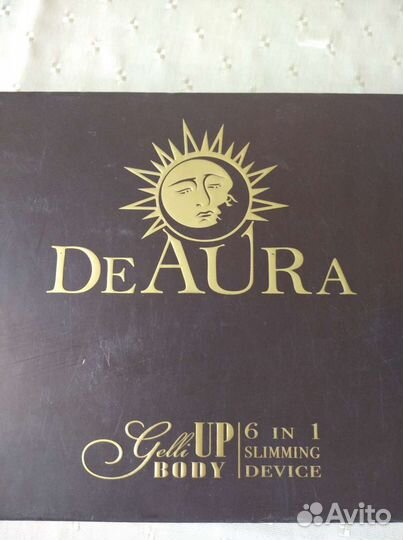 DEAURA
Gelli UP BODY
6 IN 1
SLIMMING
DEVICE
Avito